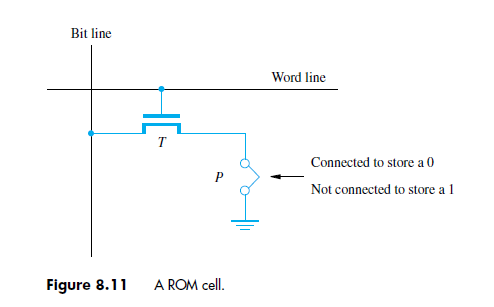 Bit line
Word line
T
P
Connected to store a 0
Not connected to store a 1
Figure 8.11 A ROM cell.